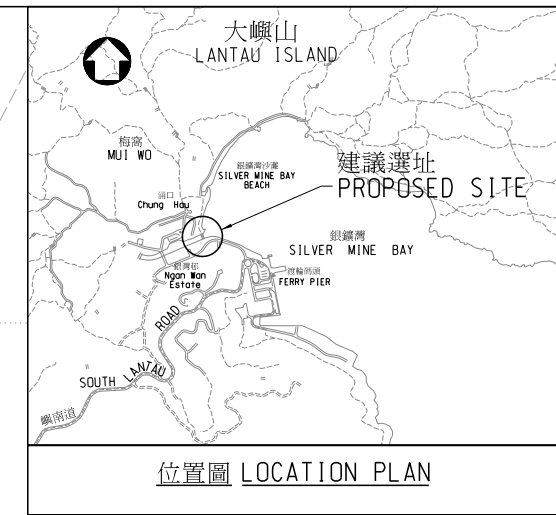 大嶼山
LANTAU ISLAND
梅窩
MUI WO
銀鑛灣沙灘
SILVER MINE BAY
BEACH
建議選址
PROPOSED SITE
涌口
Chung Hau
銀鑛灣
SILVER MINE BAY
銀灣邨
Ngan Wan
Estate
渡輪碼頭
FERRY PIER
SOUTH LANTAU ROAD
嶼南道
位置圖 LOCATION PLAN